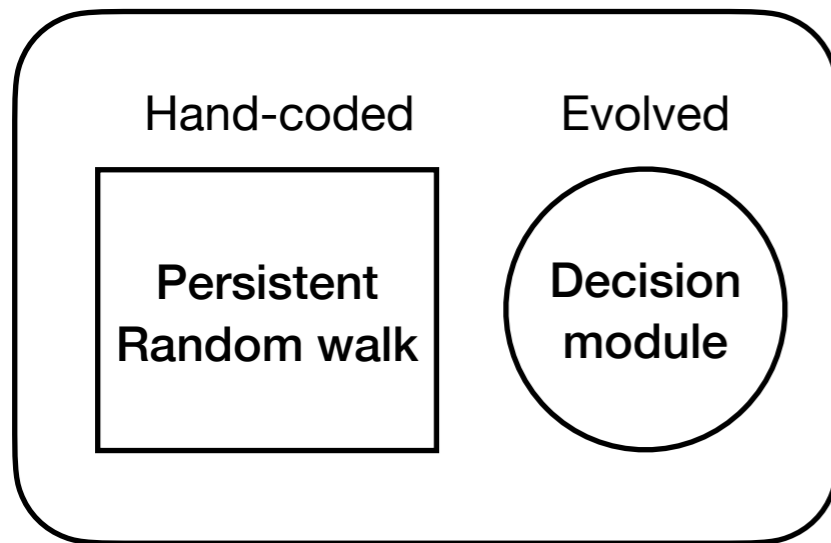 Hand-coded
Evolved
Persistent
Random walk
Decision
module